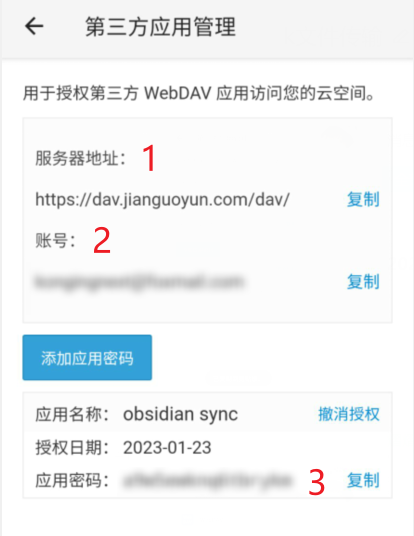 第三方应用管理
用于授权第三方 WebDAV 应用访问您的云空间。
服务器地址： 1
https://dav.jianguoyun.com/dav/ 复制
账号： 2
复制
添加应用密码
应用名称： obsidian sync 撤消授权
授权日期： 2023-01-23
应用密码： 3 复制